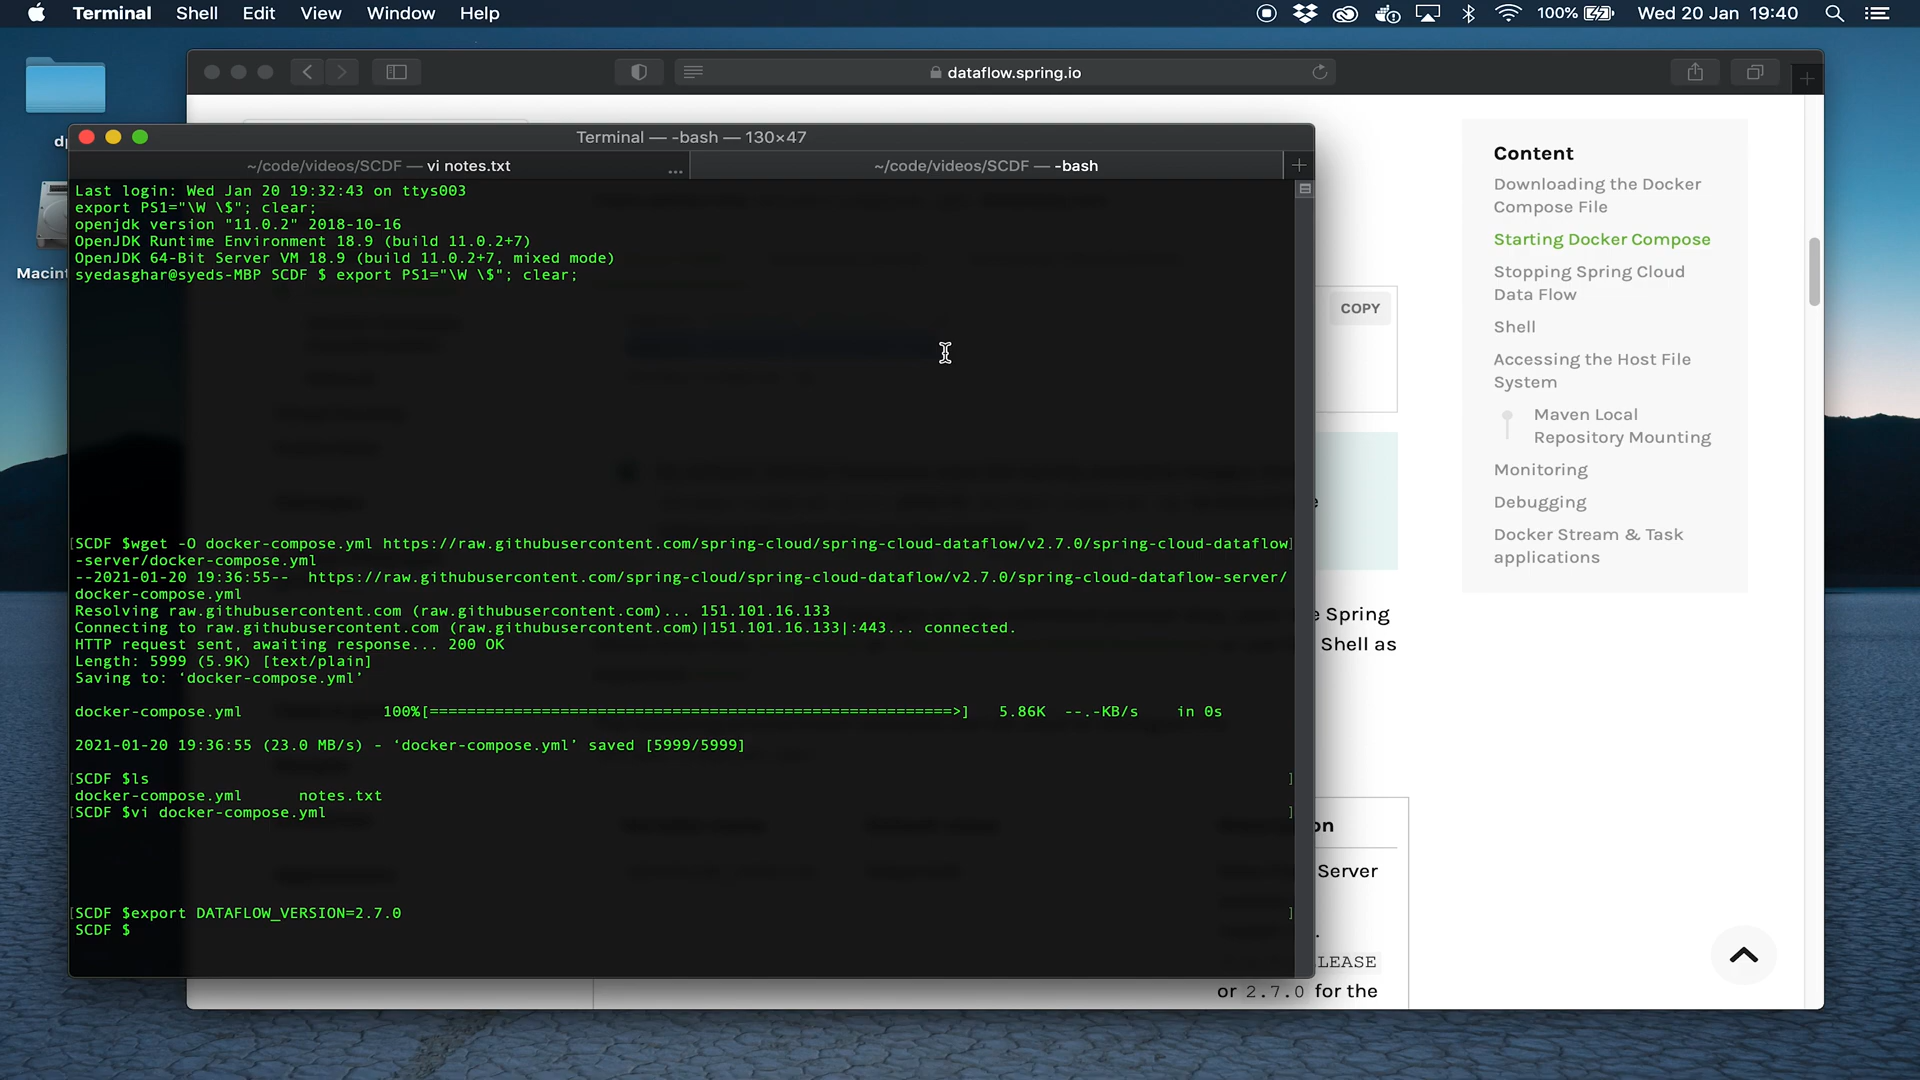 Terminal Shell Edit View Window Help 100% Wed 20 Jan 19:40
dataflow.spring.io
Terminal — -bash — 130×47
~/code/videos/SCDF — vi notes.txt ... ~/code/videos/SCDF — -bash
Last login: Wed Jan 20 19:32:43 on ttys003
export PS1="\W \$"; clear;
openjdk version "11.0.2" 2018-10-16
OpenJDK Runtime Environment 18.9 (build 11.0.2+7)
OpenJDK 64-Bit Server VM 18.9 (build 11.0.2+7, mixed mode)
syedasghar@syeds-MBP SCDF $ export PS1="\W \$"; clear;
[SCDF $wget -O docker-compose.yml https://raw.githubusercontent.com/spring-cloud/spring-cloud-dataflow/v2.7.0/spring-cloud-dataflow]
-server/docker-compose.yml
--2021-01-20 19:36:55-- https://raw.githubusercontent.com/spring-cloud/spring-cloud-dataflow/v2.7.0/spring-cloud-dataflow-server/
docker-compose.yml
Resolving raw.githubusercontent.com (raw.githubusercontent.com)... 151.101.16.133
Connecting to raw.githubusercontent.com (raw.githubusercontent.com)|151.101.16.133|:443... connected.
HTTP request sent, awaiting response... 200 OK
Length: 5999 (5.9K) [text/plain]
Saving to: ‘docker-compose.yml’
docker-compose.yml 100%[========================================================>] 5.86K --.-KB/s in 0s
2021-01-20 19:36:55 (23.0 MB/s) - ‘docker-compose.yml’ saved [5999/5999]
[SCDF $ls ]
docker-compose.yml notes.txt
[SCDF $vi docker-compose.yml ]
[SCDF $export DATAFLOW_VERSION=2.7.0 ]
SCDF $
Macint
COPY
e Spring
Shell as
on
Server
LEASE
or 2.7.0 for the
Content
Downloading the Docker
Compose File
Starting Docker Compose
Stopping Spring Cloud
Data Flow
Shell
Accessing the Host File
System
Maven Local
Repository Mounting
Monitoring
Debugging
Docker Stream & Task
applications